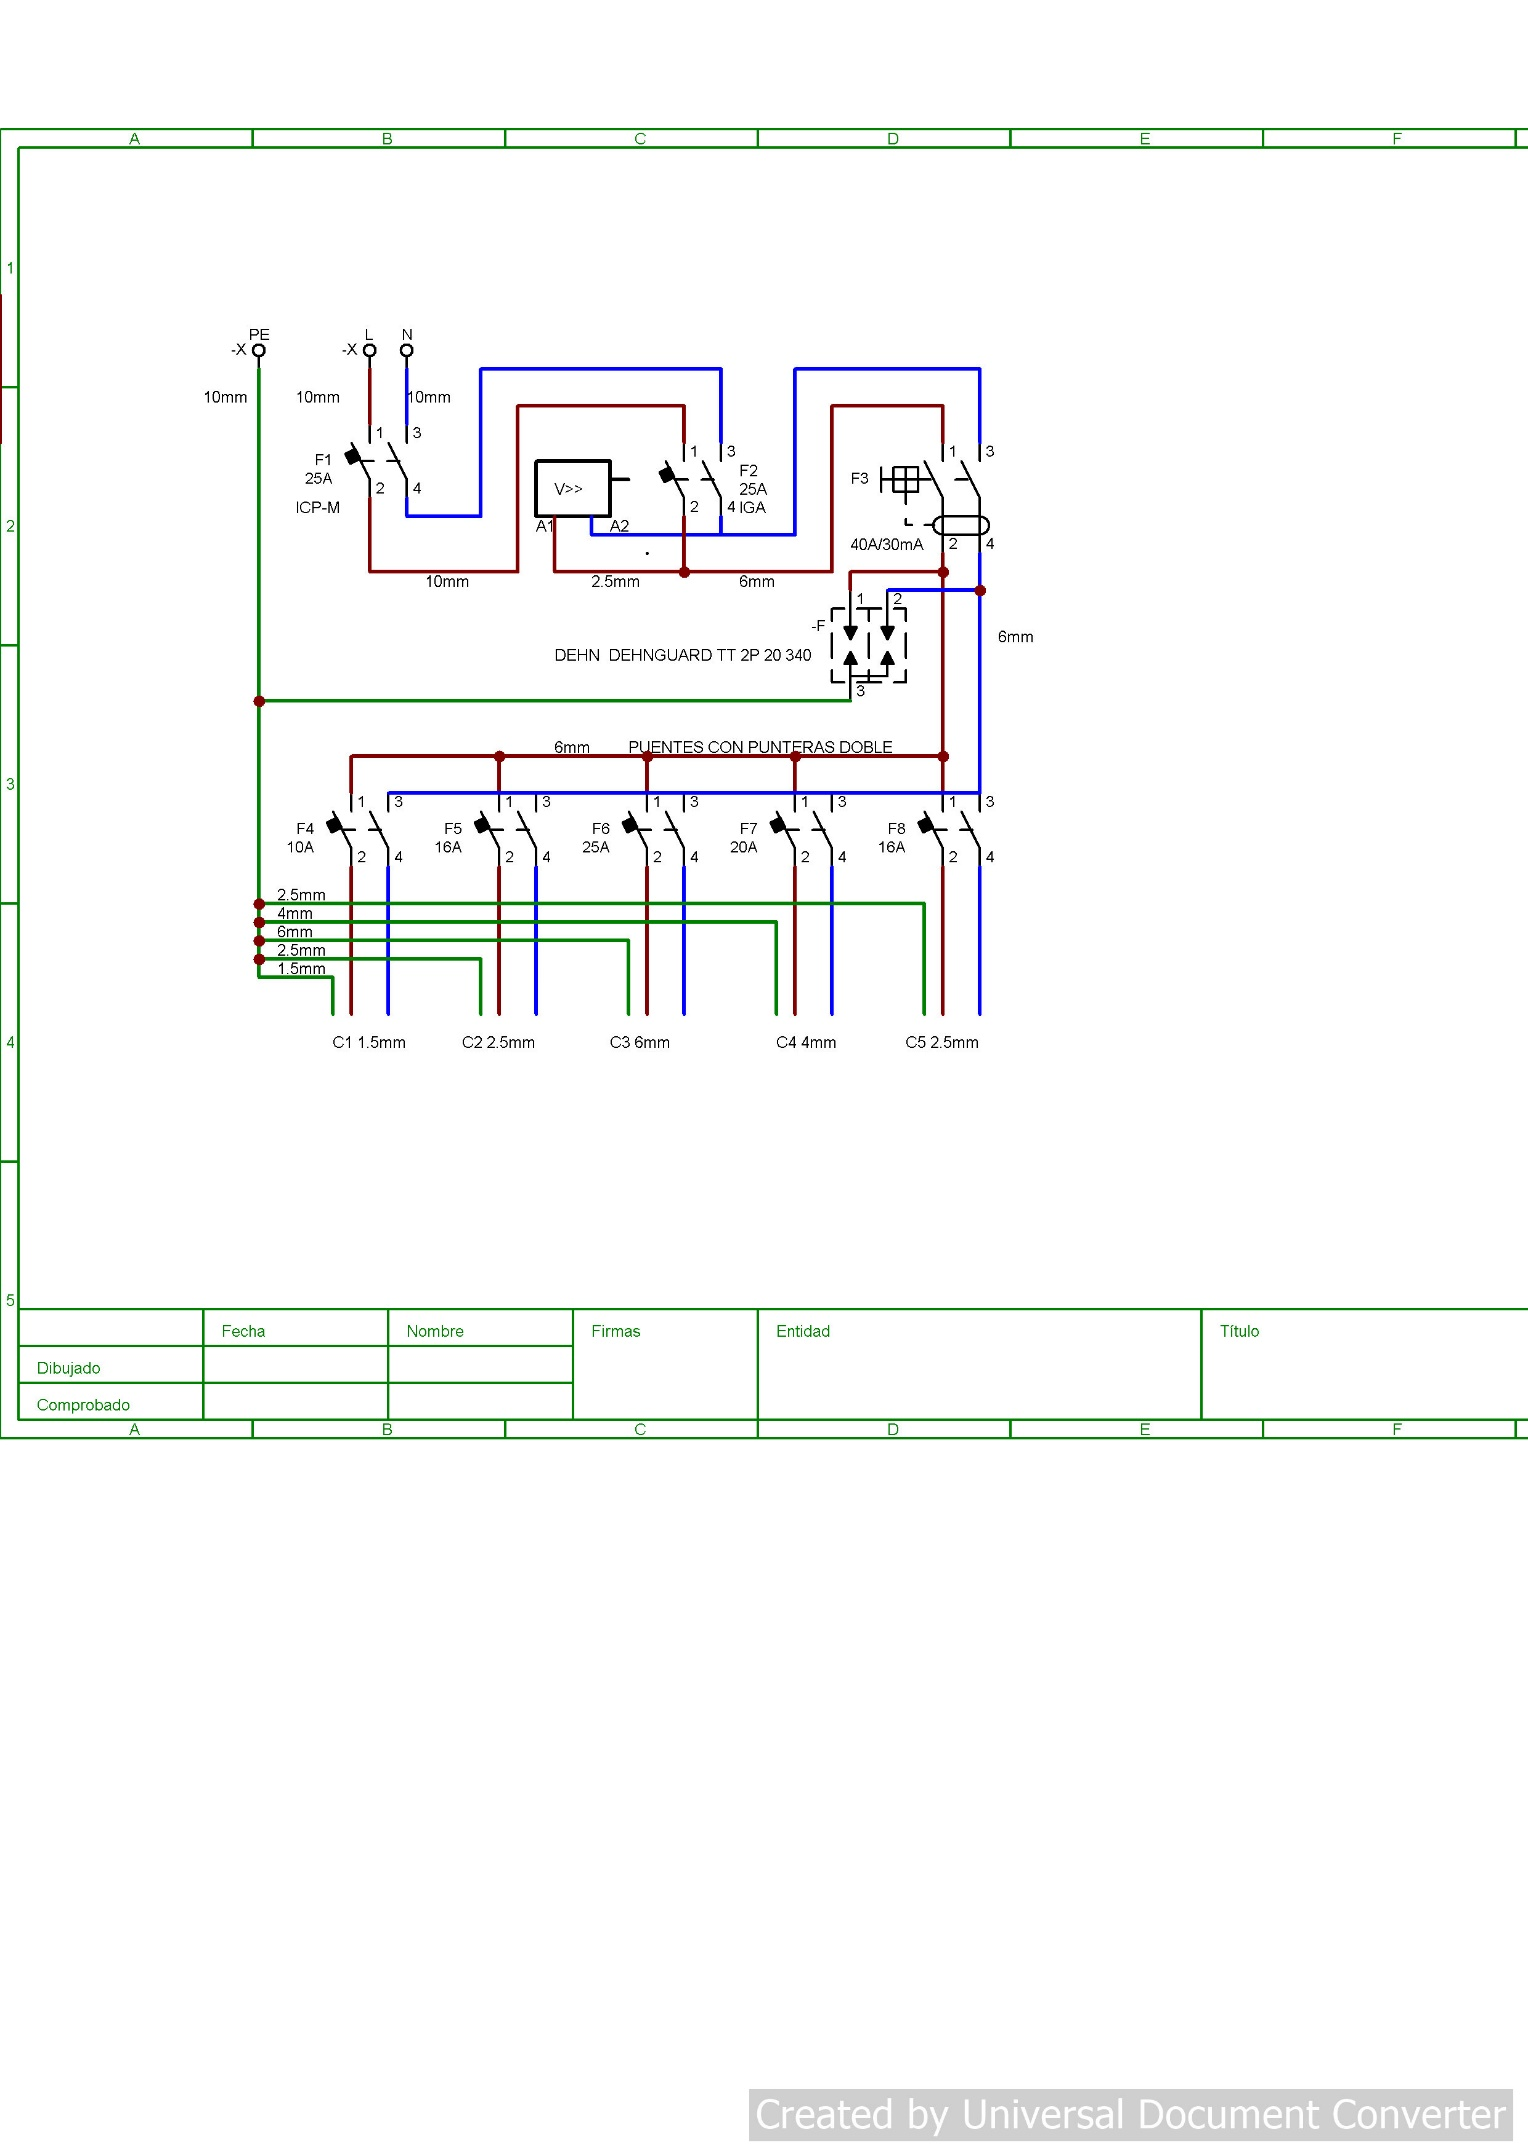 A B C D E F
1
PE L N
-X -X
10mm 10mm 10mm
1 3
F1
25A
2 4
ICP-M
V>>
A1 A2
1 3
F2
25A
2
4 IGA
F3
1 3
40A/30mA 2 4
10mm 2.5mm 6mm
2
1 2
-F
6mm
DEHN DEHNGUARD TT 2P 20 340
3
6mm PUENTES CON PUNTERAS DOBLE
3
1 3 1 3 1 3 1 3 1 3
F4 F5 F6 F7 F8
10A 16A 25A 20A 16A
2 4 2 4 2 4 2 4 2 4
2.5mm
4mm
6mm
2.5mm
1.5mm
4
C1 1.5mm C2 2.5mm C3 6mm C4 4mm C5 2.5mm
5
Fecha Nombre Firmas Entidad Título
Dibujado
Comprobado
A B C D E F
Created by Universal Document Converter